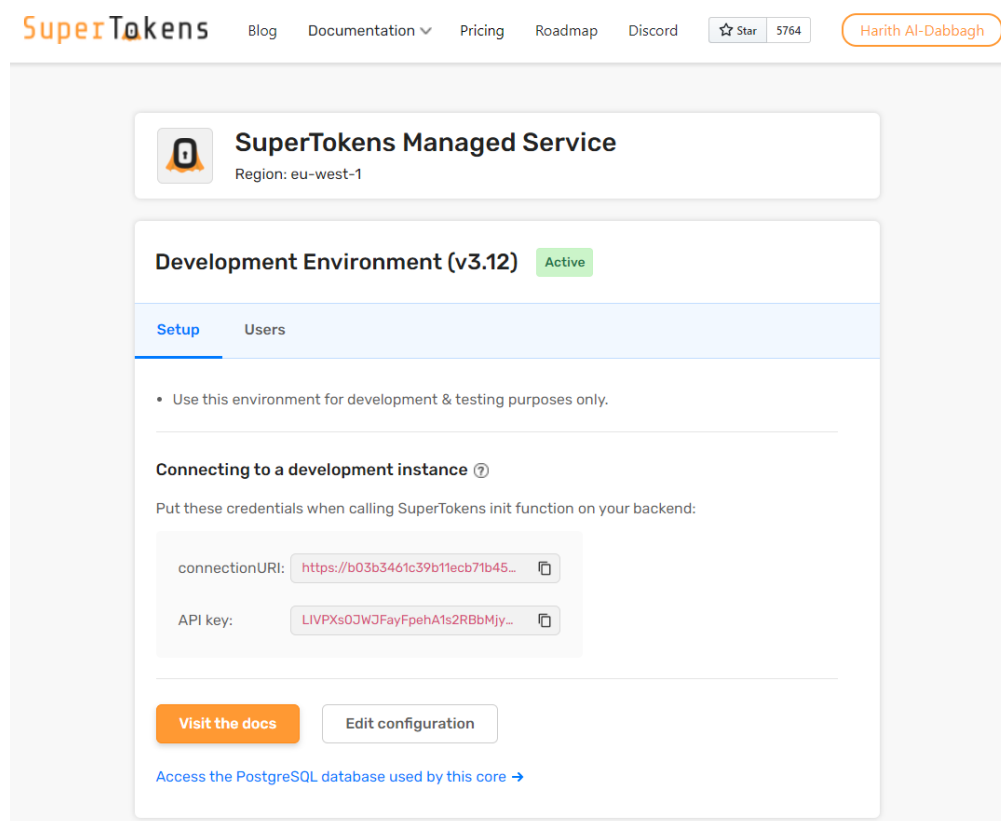 SuperTokens Blog Documentation Pricing Roadmap Discord Star 5764 Harith Al-Dabbagh
SuperTokens Managed Service
Region: eu-west-1
Development Environment (v3.12) Active
Setup Users
• Use this environment for development & testing purposes only.
Connecting to a development instance ?
Put these credentials when calling SuperTokens init function on your backend:
connectionURI: https://b03b3461c39b11ecb71b45...
API key: LIVPXs0JWJFayFpehA1s2RBbMjy...
Visit the docs Edit configuration
Access the PostgreSQL database used by this core →